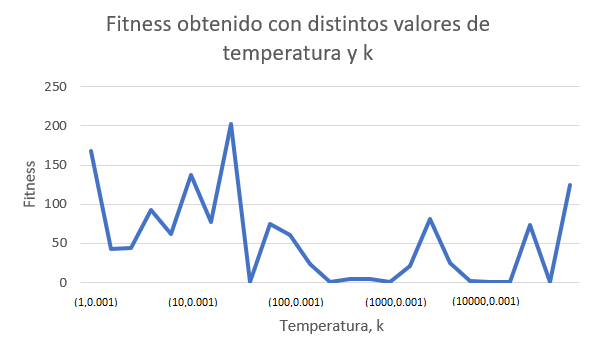 Fitness obtenido con distintos valores de
temperatura y k
250
200
150
100
50
0
Fitness
(1,0.001)
(10,0.001)
(100,0.001)
(1000,0.001)
(10000,0.001)
Temperatura, k